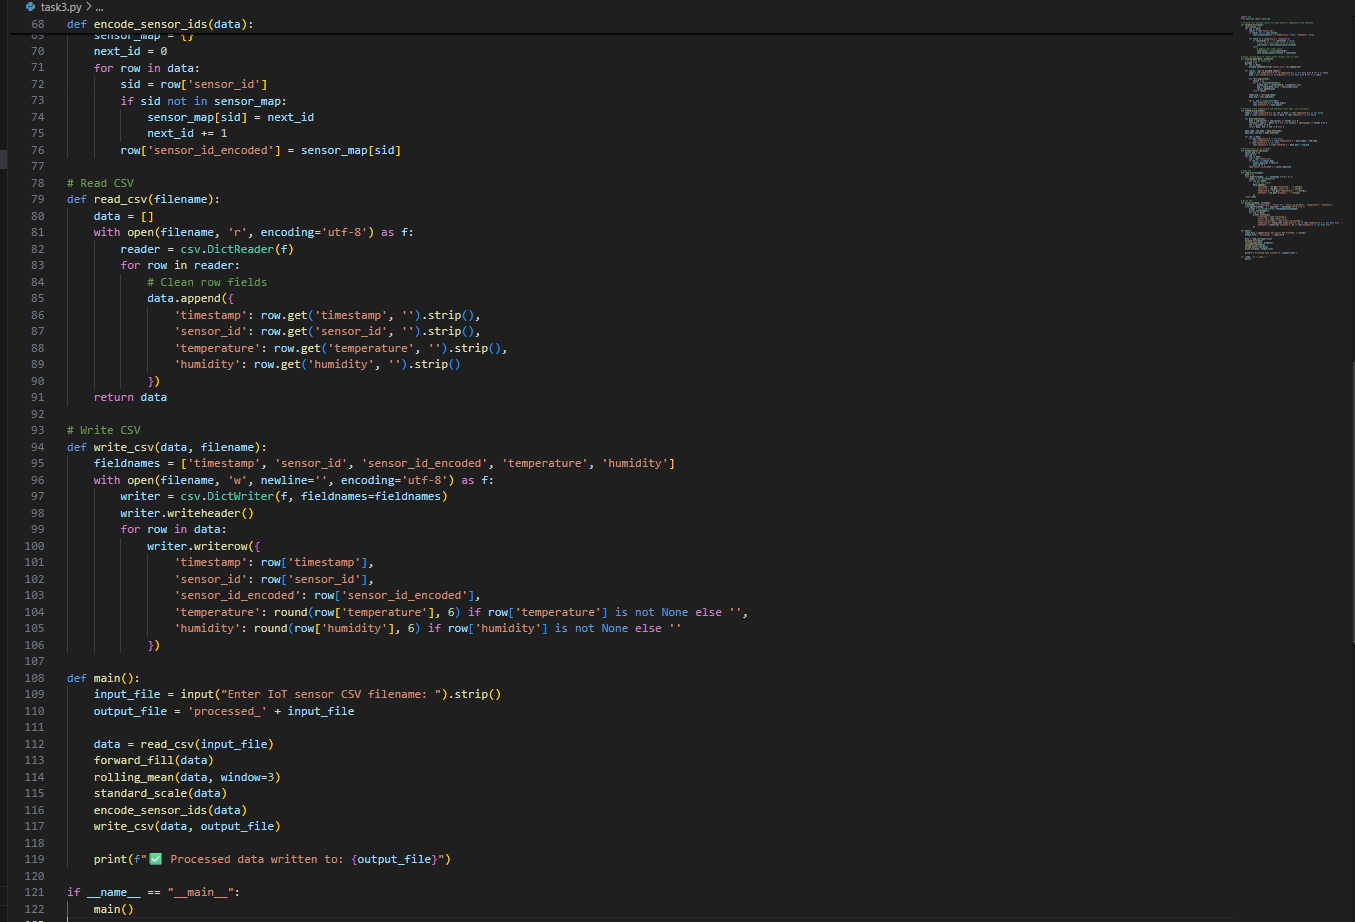 task3.py > ...
68 def encode_sensor_ids(data):
69     sensor_map = {}
70     next_id = 0
71     for row in data:
72         sid = row['sensor_id']
73         if sid not in sensor_map:
74             sensor_map[sid] = next_id
75             next_id += 1
76         row['sensor_id_encoded'] = sensor_map[sid]
77
78 # Read CSV
79 def read_csv(filename):
80     data = []
81     with open(filename, 'r', encoding='utf-8') as f:
82         reader = csv.DictReader(f)
83         for row in reader:
84             # Clean row fields
85             data.append({
86                 'timestamp': row.get('timestamp', '').strip(),
87                 'sensor_id': row.get('sensor_id', '').strip(),
88                 'temperature': row.get('temperature', '').strip(),
89                 'humidity': row.get('humidity', '').strip()
90             })
91     return data
92
93 # Write CSV
94 def write_csv(data, filename):
95     fieldnames = ['timestamp', 'sensor_id', 'sensor_id_encoded', 'temperature', 'humidity']
96     with open(filename, 'w', newline='', encoding='utf-8') as f:
97         writer = csv.DictWriter(f, fieldnames=fieldnames)
98         writer.writeheader()
99         for row in data:
100             writer.writerow({
101                 'timestamp': row['timestamp'],
102                 'sensor_id': row['sensor_id'],
103                 'sensor_id_encoded': row['sensor_id_encoded'],
104                 'temperature': round(row['temperature'], 6) if row['temperature'] is not None else '',
105                 'humidity': round(row['humidity'], 6) if row['humidity'] is not None else ''
106             })
107
108 def main():
109     input_file = input("Enter IoT sensor CSV filename: ").strip()
110     output_file = 'processed_' + input_file
111
112     data = read_csv(input_file)
113     forward_fill(data)
114     rolling_mean(data, window=3)
115     standard_scale(data)
116     encode_sensor_ids(data)
117     write_csv(data, output_file)
118
119     print(f"✅ Processed data written to: {output_file}")
120
121 if __name__ == "__main__":
122     main()